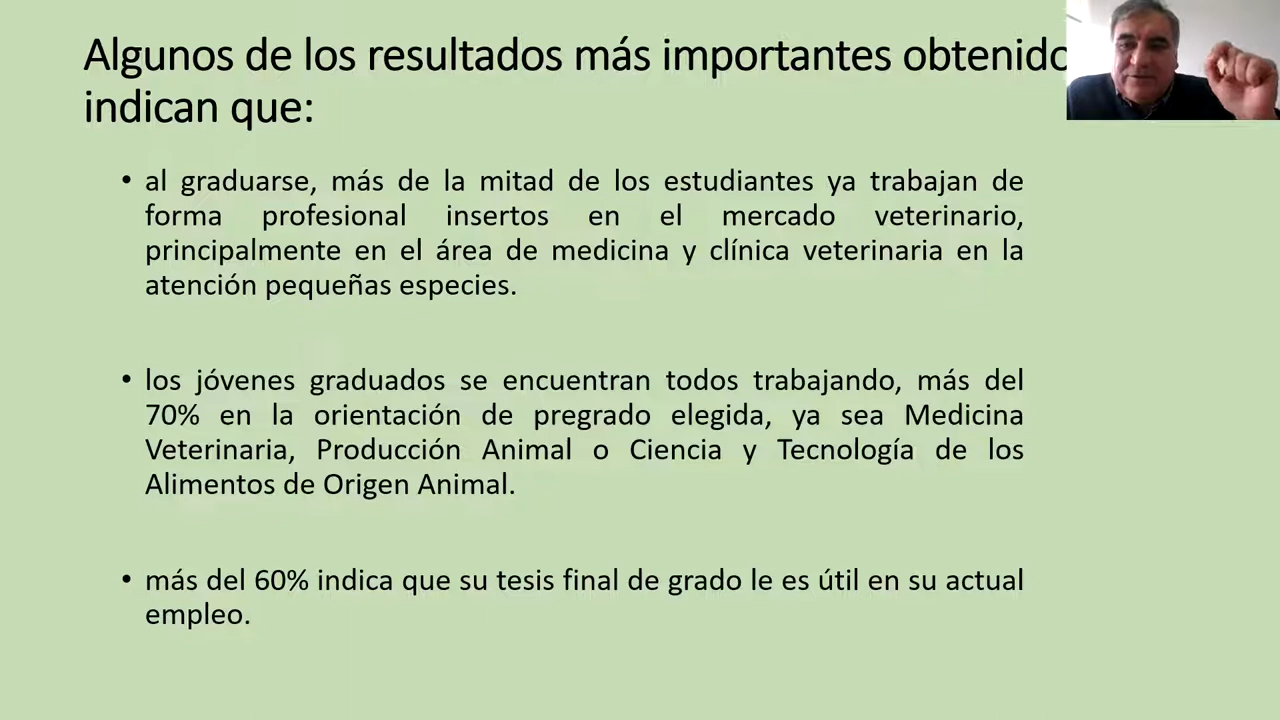 Algunos de los resultados más importantes obtenido
indican que:
• al graduarse, más de la mitad de los estudiantes ya trabajan de
forma profesional insertos en el mercado veterinario,
principalmente en el área de medicina y clínica veterinaria en la
atención pequeñas especies.
• los jóvenes graduados se encuentran todos trabajando, más del
70% en la orientación de pregrado elegida, ya sea Medicina
Veterinaria, Producción Animal o Ciencia y Tecnología de los
Alimentos de Origen Animal.
• más del 60% indica que su tesis final de grado le es útil en su actual
empleo.